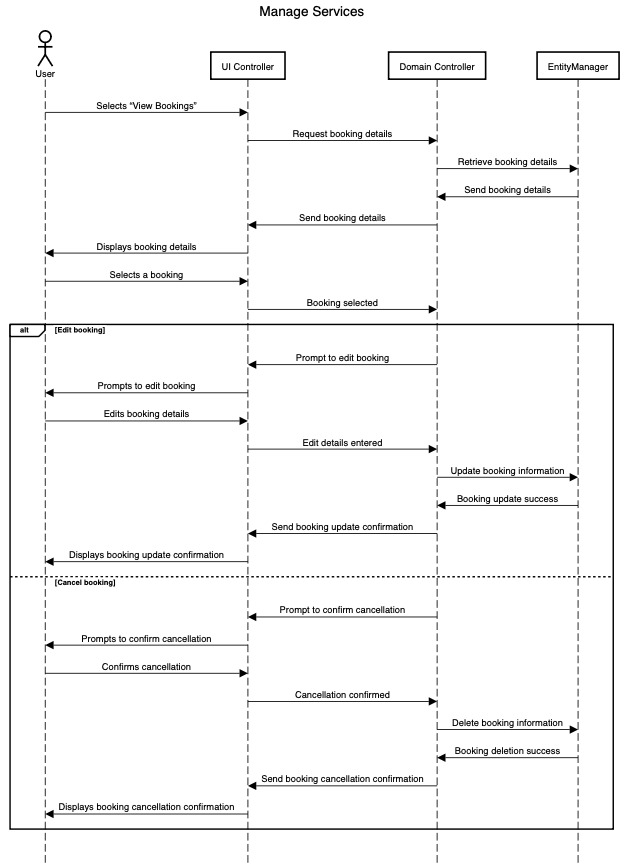 Manage Services
User
UI Controller
Domain Controller
EntityManager
Selects “View Bookings”
Request booking details
Retrieve booking details
Send booking details
Send booking details
Displays booking details
Selects a booking
Booking selected
alt
[Edit booking]
Prompt to edit booking
Prompts to edit booking
Edits booking details
Edit details entered
Update booking information
Booking update success
Send booking update confirmation
Displays booking update confirmation
[Cancel booking]
Prompt to confirm cancellation
Prompts to confirm cancellation
Confirms cancellation
Cancellation confirmed
Delete booking information
Booking deletion success
Send booking cancellation confirmation
Displays booking cancellation confirmation